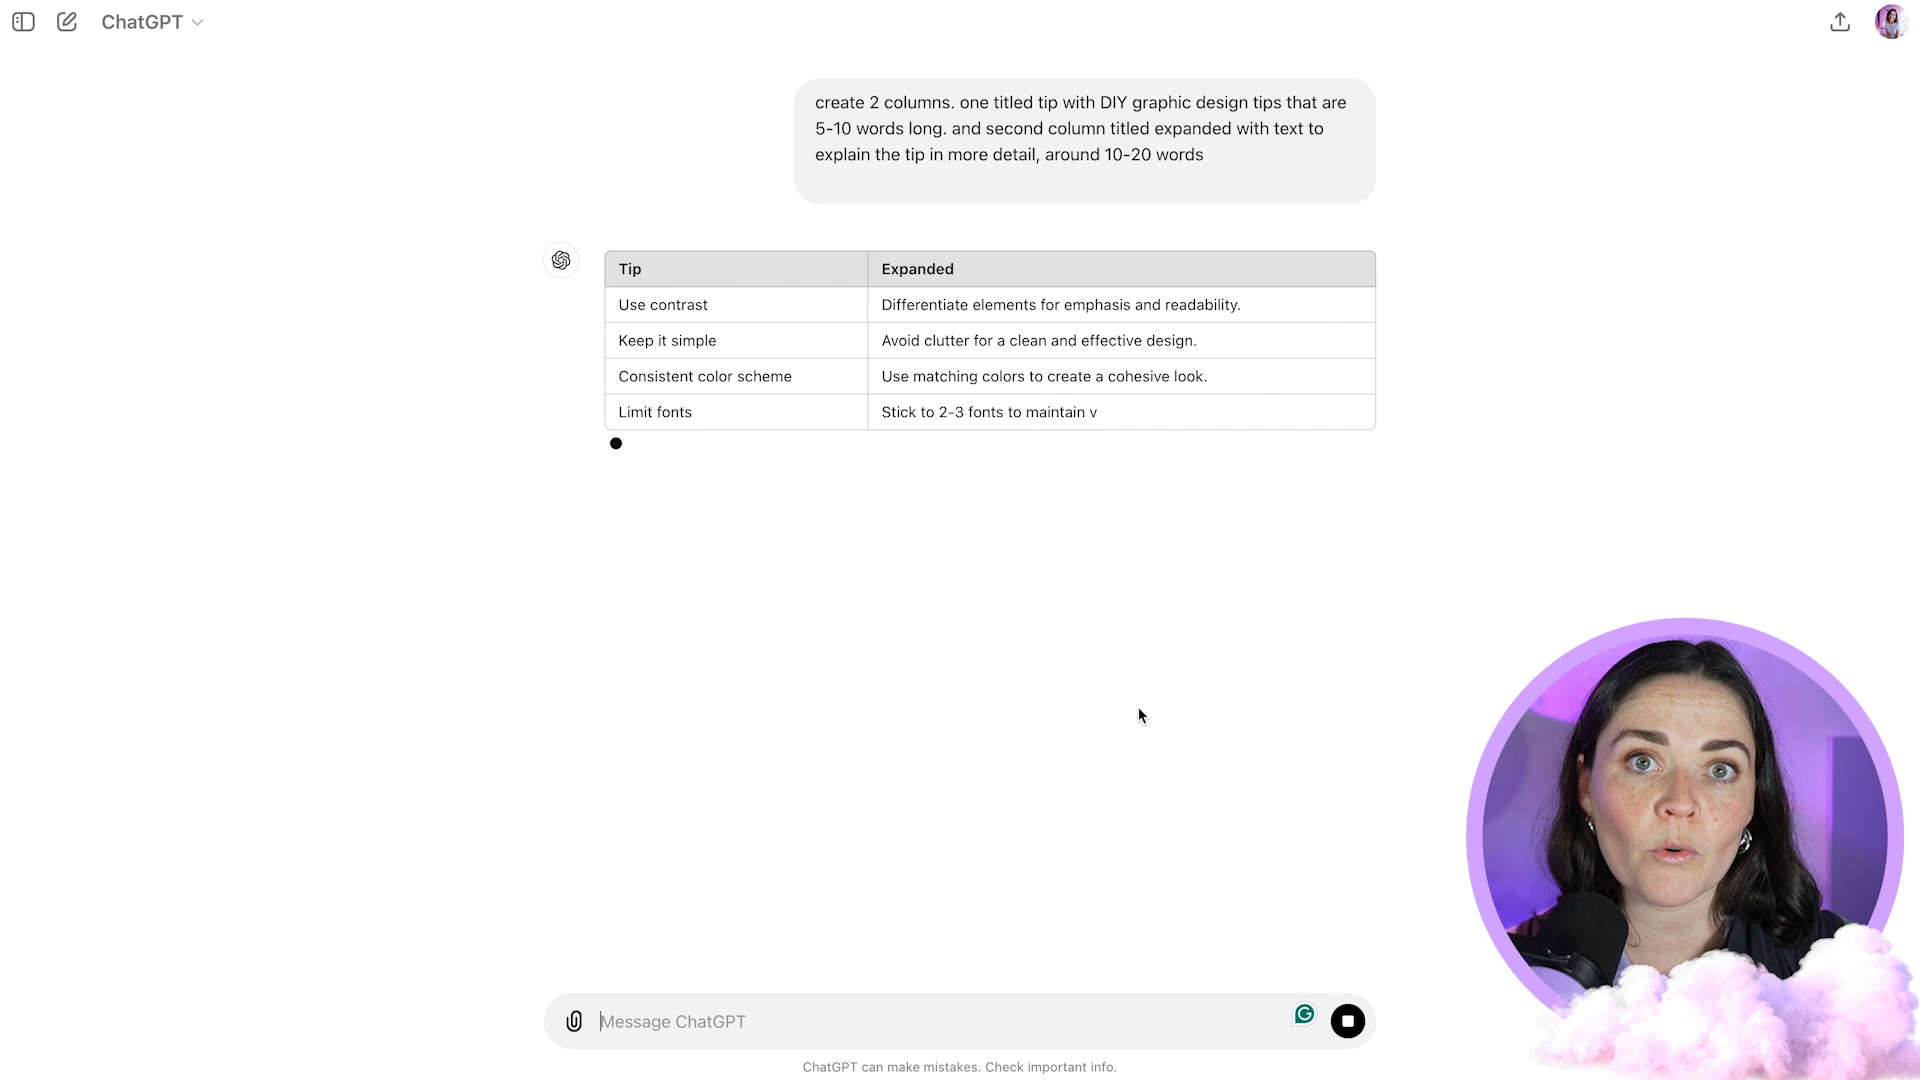 ChatGPT
create 2 columns. one titled tip with DIY graphic design tips that are
5-10 words long. and second column titled expanded with text to
explain the tip in more detail, around 10-20 words
Tip Expanded
Use contrast Differentiate elements for emphasis and readability.
Keep it simple Avoid clutter for a clean and effective design.
Consistent color scheme Use matching colors to create a cohesive look.
Limit fonts Stick to 2-3 fonts to maintain v
Message ChatGPT
ChatGPT can make mistakes. Check important info.